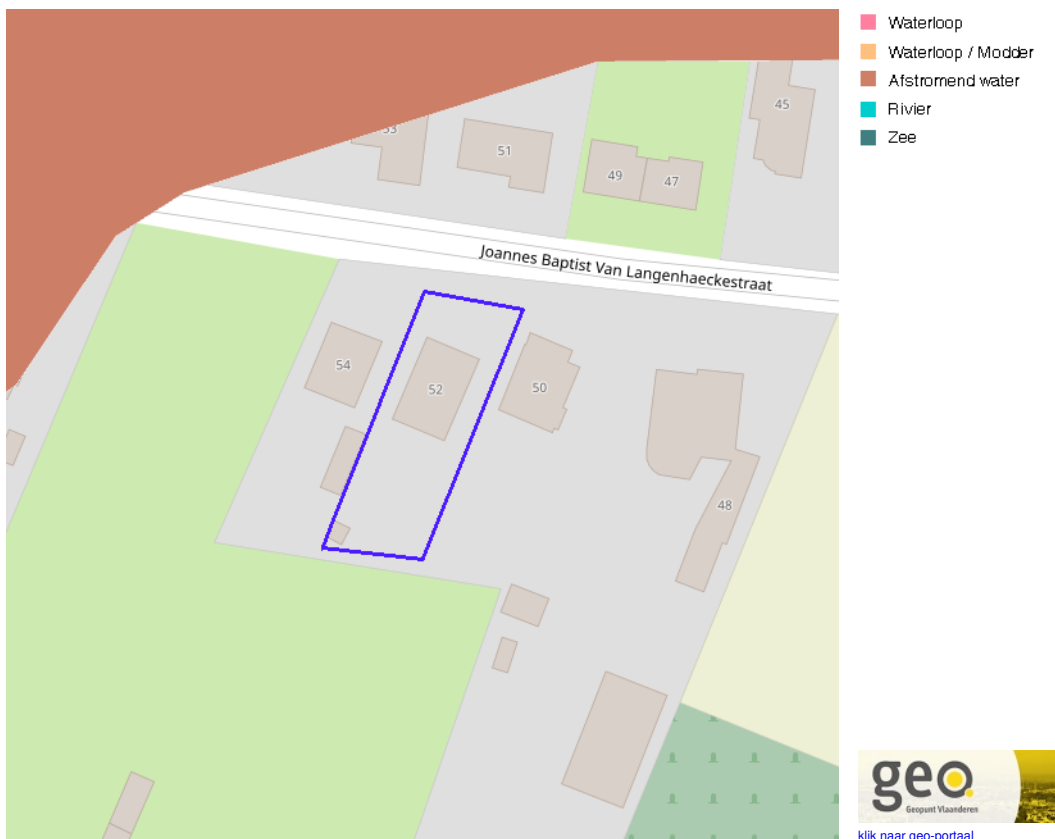 Waterloop
Waterloop / Modder
Afstromend water
Rivier
Zee
45
53
51
49
47
Joannes Baptist Van Langenhaeckestraat
54
52
50
48
geo
Geopunt Vlaanderen
klik naar geo-portaal